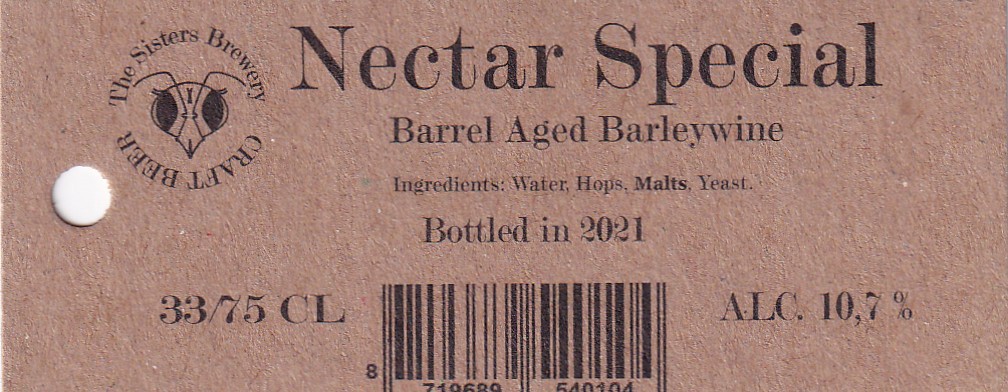 The Sisters Brewery
CRAFT BEER
Nectar Special
Barrel Aged Barleywine
Ingredients: Water, Hops, Malts, Yeast.
Bottled in 2021
33/75 CL
ALC. 10,7 %
8 719689 540104